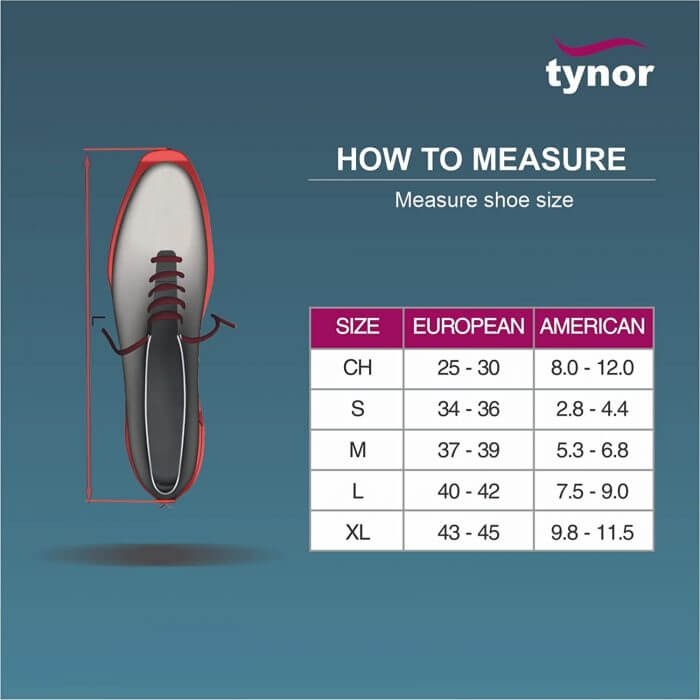 tynor
HOW TO MEASURE
Measure shoe size
SIZE EUROPEAN AMERICAN
CH 25 - 30 8.0 - 12.0
S 34 - 36 2.8 - 4.4
M 37 - 39 5.3 - 6.8
L 40 - 42 7.5 - 9.0
XL 43 - 45 9.8 - 11.5